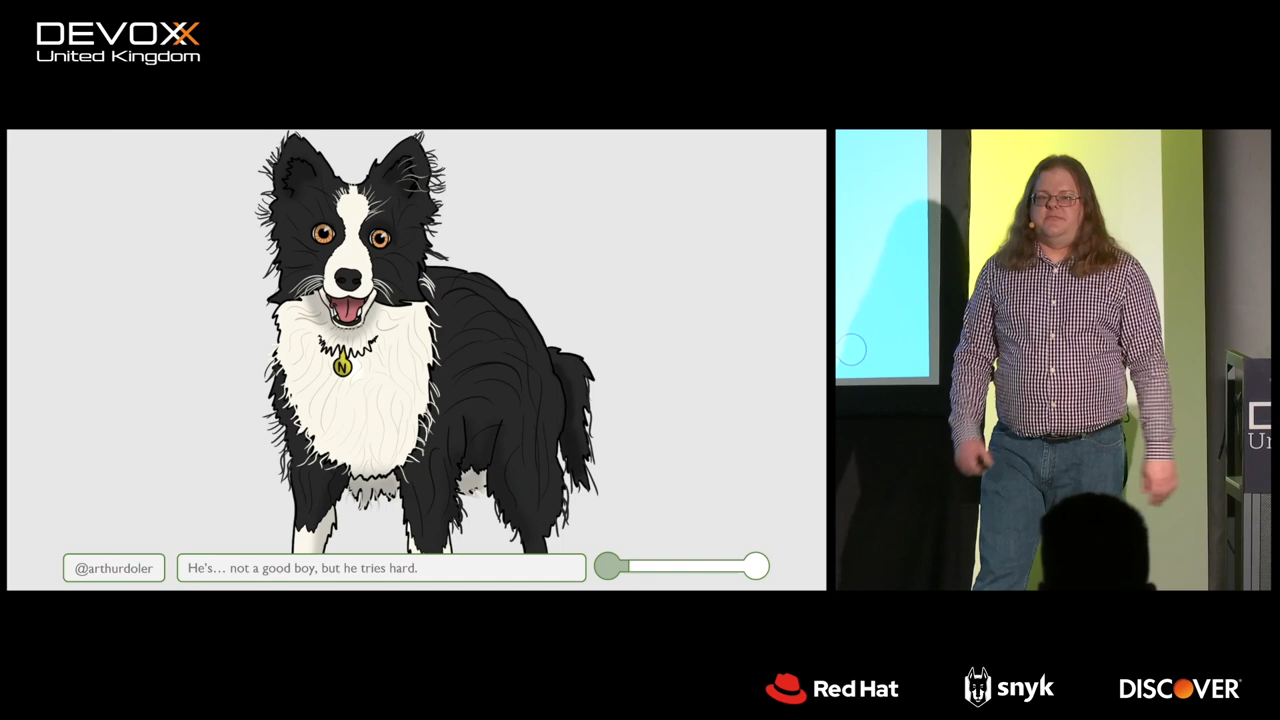 DEVOXX
United Kingdom
N
@arthurdoler
He's... not a good boy, but he tries hard.
Red Hat
snyk
DISCOVER